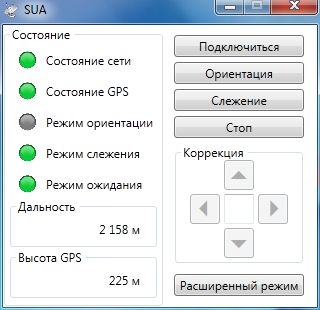 SUA
Состояние
Состояние сети
Состояние GPS
Режим ориентации
Режим слежения
Режим ожидания
Дальность
2 158 м
Высота GPS
225 м
Подключиться
Ориентация
Слежение
Стоп
Коррекция
Расширенный режим